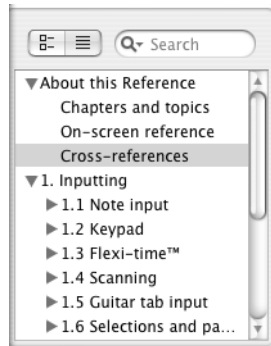 Search
About this Reference
Chapters and topics
On-screen reference
Cross-references
1. Inputting
1.1 Note input
1.2 Keypad
1.3 Flexi-time™
1.4 Scanning
1.5 Guitar tab input
1.6 Selections and pa...